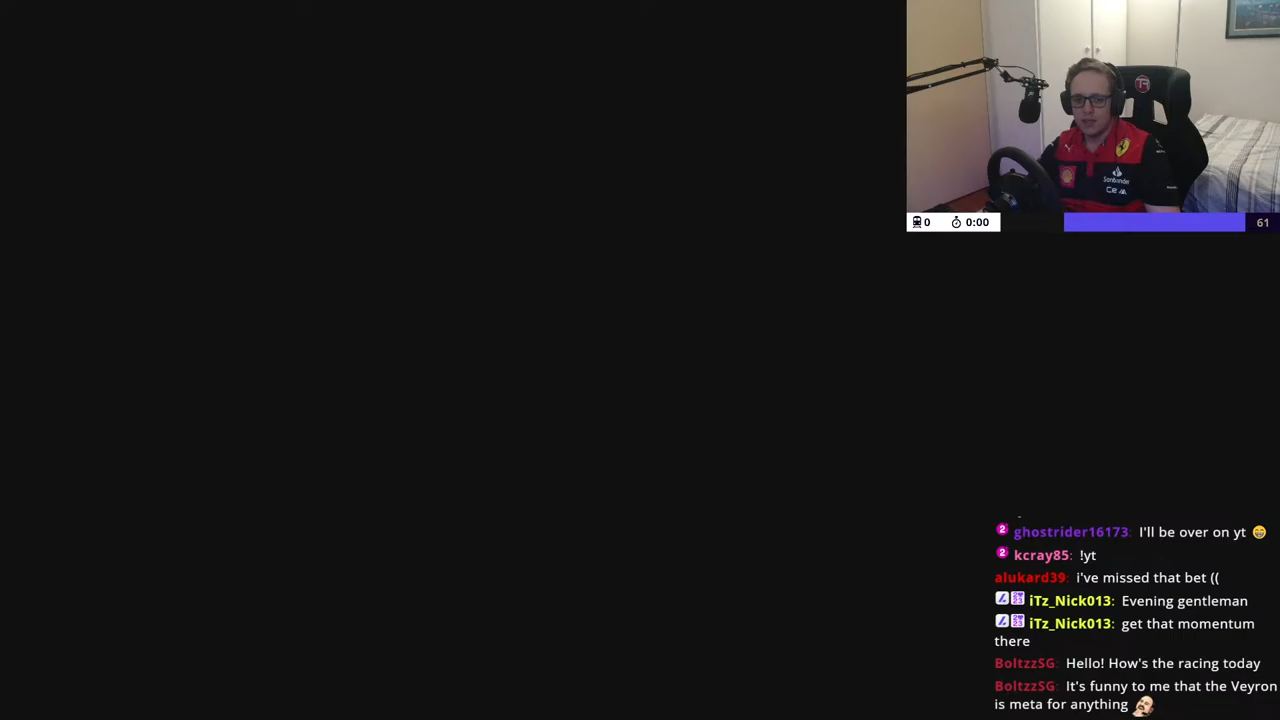 Santander
0
0:00
61
ghostrider16173: I'll be over on yt 😁
kcray85: !yt
alukard39: i've missed that bet ((
iTz_Nick013: Evening gentleman
iTz_Nick013: get that momentum
there
BoltzzSG: Hello! How's the racing today
BoltzzSG: It's funny to me that the Veyron
is meta for anything